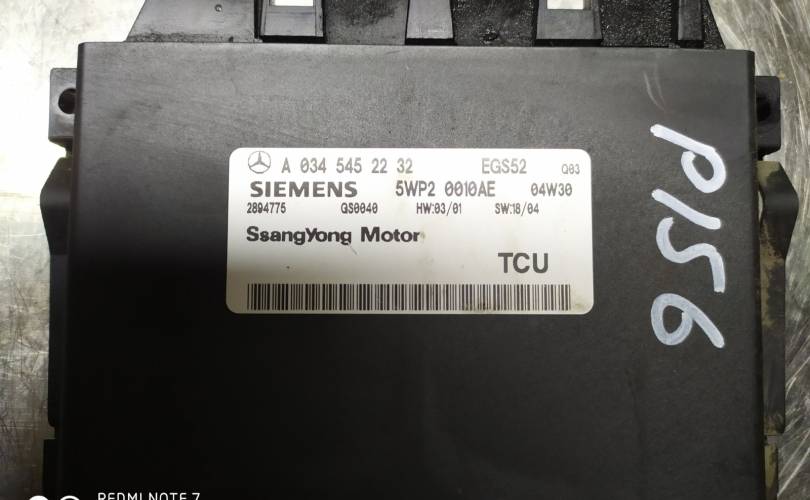 A 034 545 22 32 EGS52 Q03
SIEMENS 5WP2 0010AE 04W30
2894775 GS0040 HW:03/01 SW:18/04
SsangYong Motor
TCU
P156
REDMI NOTE 7